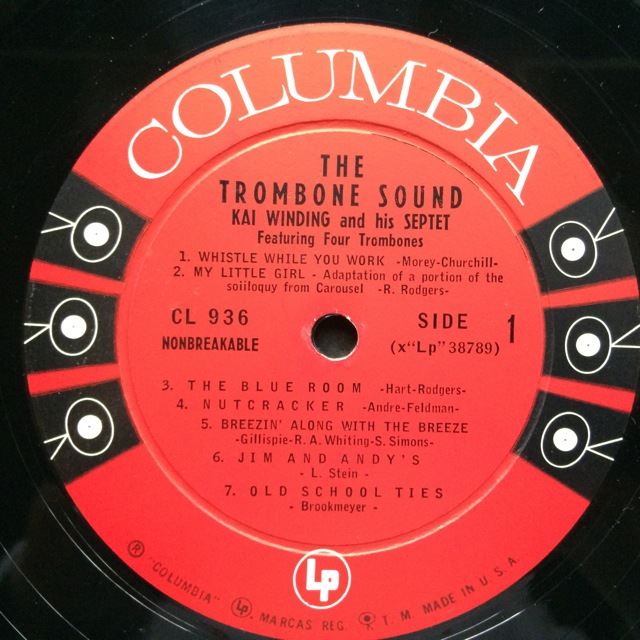 COLUMBIA
THE
TROMBONE SOUND
KAI WINDING and his SEPTET
Featuring Four Trombones
1. WHISTLE WHILE YOU WORK -Morey-Churchill-
2. MY LITTLE GIRL - Adaptation of a portion of the
soiiloquy from Carousel -R. Rodgers-
CL 936
NONBREAKABLE
SIDE 1
(x"Lp" 38789)
3. THE BLUE ROOM -Hart-Rodgers-
4. NUTCRACKER -Andre-Feldman-
5. BREEZIN' ALONG WITH THE BREEZE
-Gillispie-R. A. Whiting-S. Simons-
6. JIM AND ANDY'S
- L. Stein -
7. OLD SCHOOL TIES
- Brookmeyer -
LP
® "COLUMBIA" LP. MARCAS REG. T. M. MADE IN U. S. A.